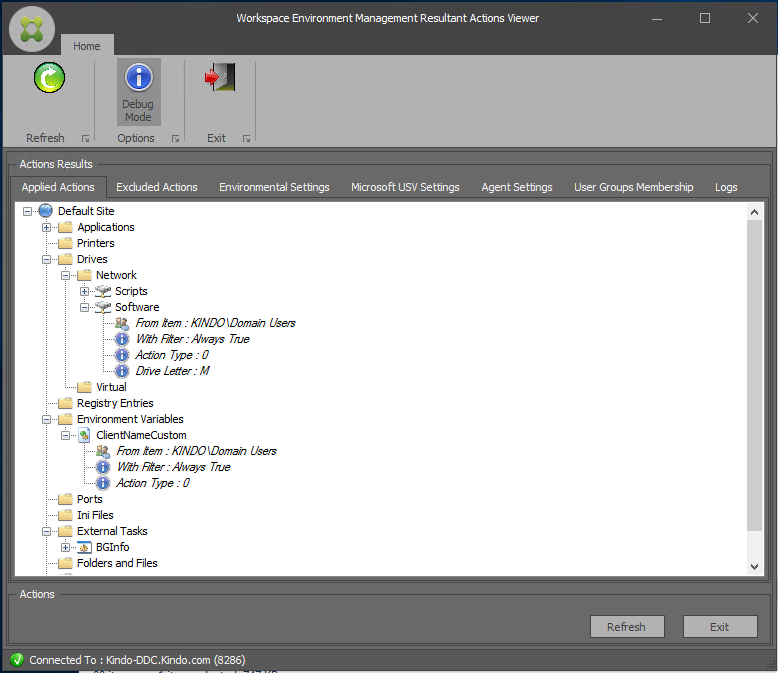 Workspace Environment Management Resultant Actions Viewer
Home
Debug
Mode
Refresh
Options
Exit
Actions Results
Applied Actions
Excluded Actions
Environmental Settings
Microsoft USV Settings
Agent Settings
User Groups Membership
Logs
Default Site
Applications
Printers
Drives
Network
Scripts
Software
From Item : KINDO\Domain Users
With Filter : Always True
Action Type : 0
Drive Letter : M
Virtual
Registry Entries
Environment Variables
ClientNameCustom
From Item : KINDO\Domain Users
With Filter : Always True
Action Type : 0
Ports
Ini Files
External Tasks
BGInfo
Folders and Files
Actions
Refresh
Exit
Connected To : Kindo-DDC.Kindo.com (8286)